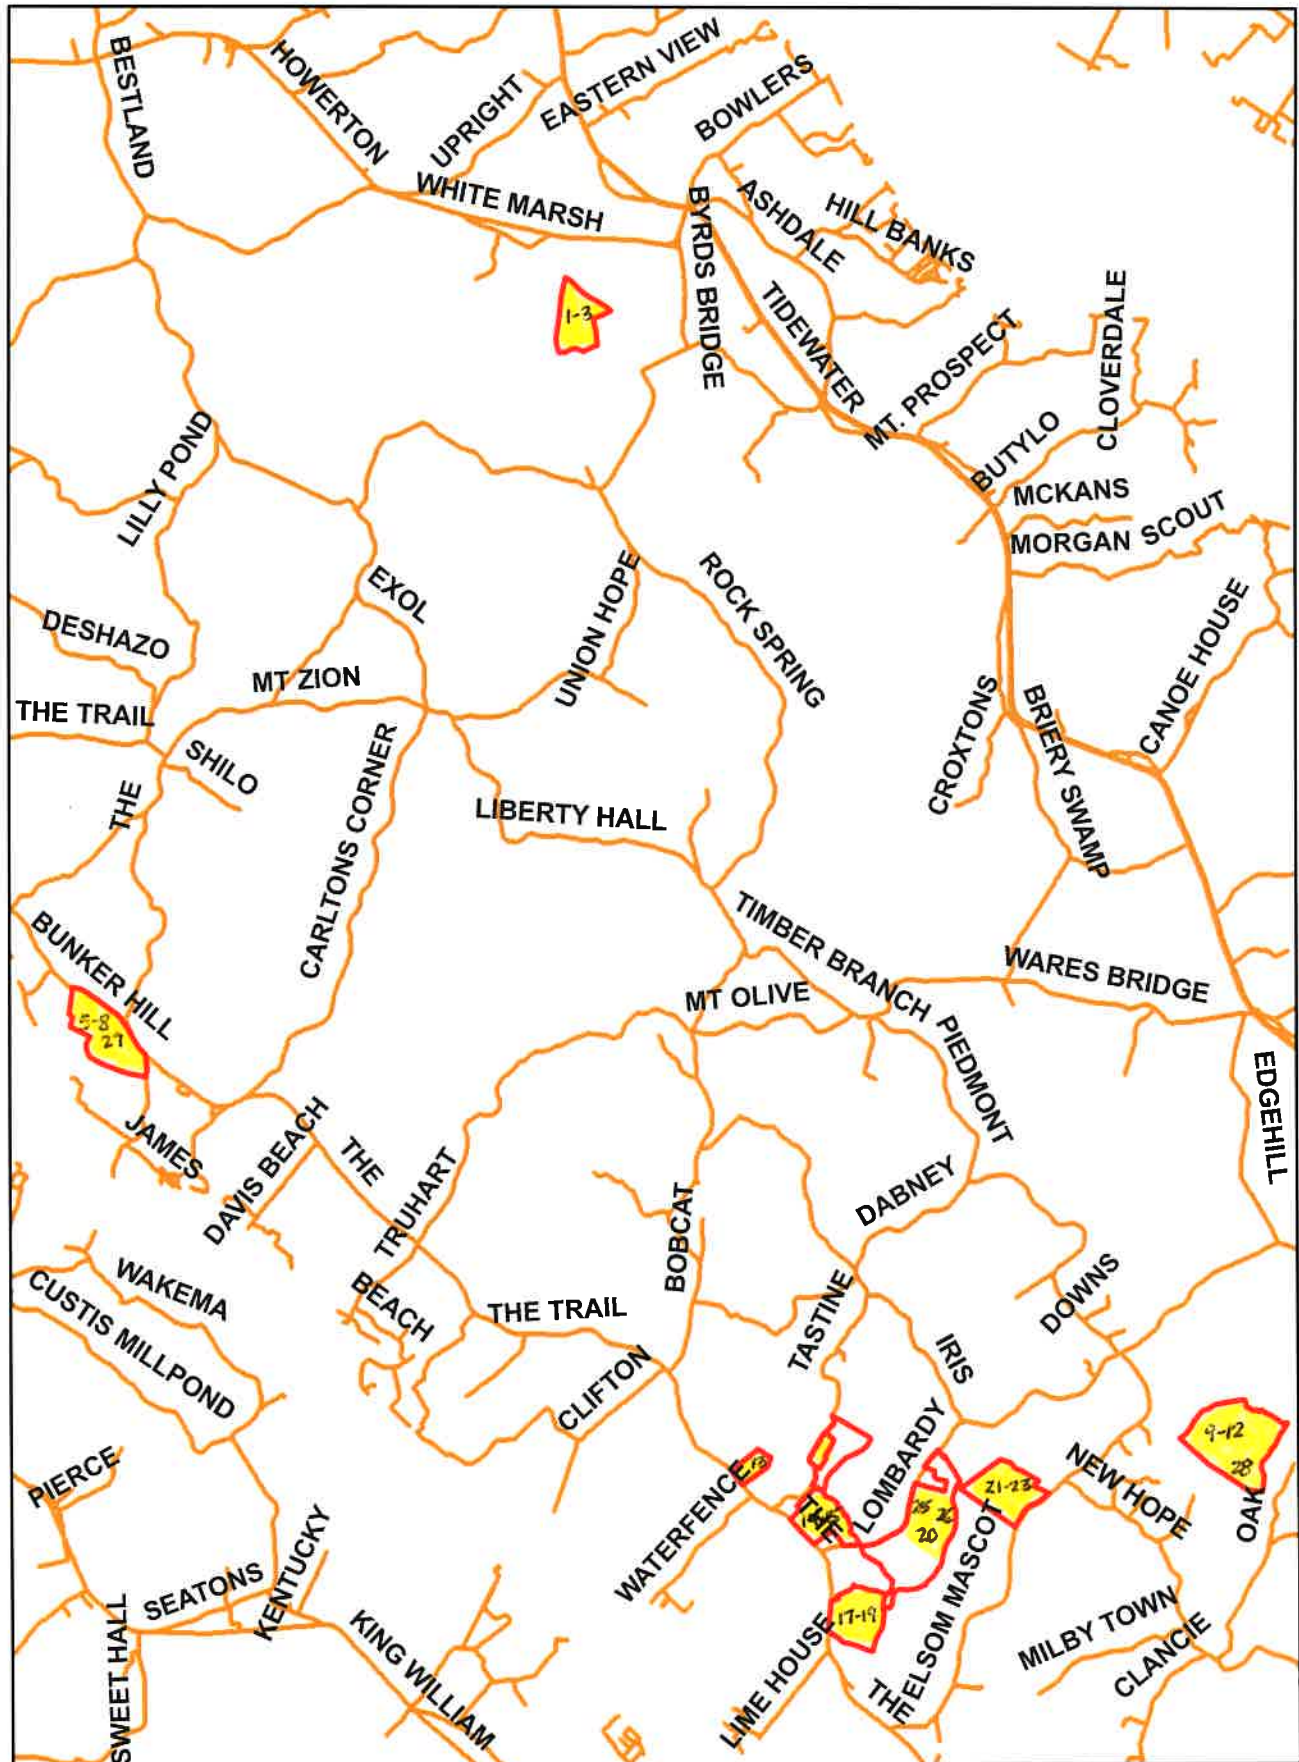 BESTLAND
HOWERTON
UPRIGHT
EASTERN VIEW
BOWLERS
WHITE MARSH
BYRDS BRIDGE
ASHDALE
HILL BANKS
1-3
TIDEWATER
MT. PROSPECT
CLOVERDALE
LILLY POND
BUTYLO
MCKANS
MORGAN SCOUT
EXOL
UNION HOPE
ROCK SPRING
DESHAZO
MT ZION
CANOE HOUSE
THE TRAIL
SHILO
CROXTONS
BRIERY SWAMP
THE
CARLTONS CORNER
LIBERTY HALL
BUNKER HILL
TIMBER BRANCH
WARES BRIDGE
MT OLIVE
5-8
27
PIEDMONT
EDGEHILL
JAMES
DAVIS BEACH
THE
TRUHART
DABNEY
BOBCAT
WAKEMA
CUSTIS MILLPOND
BEACH
THE TRAIL
TASTINE
DOWNS
IRIS
CLIFTON
LOMBARDY
9-12
28
PIERCE
WATERFENCE
13
THE
21-23
NEW HOPE
OAK
25 26
20
KENTUCKY
SEATONS
17-19
ELSOM MASCOT
MILBY TOWN
SWEET HALL
KING WILLIAM
LIME HOUSE
THE
CLANCIE